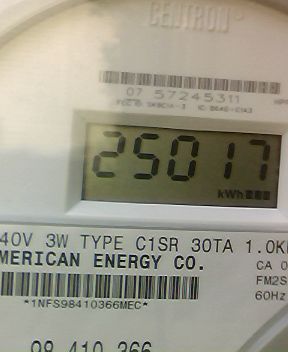 CENTRON®
07 57245311
25017
kWh
40V 3W TYPE C1SR 30TA 1.0K
MERICAN ENERGY CO.
CA 0
FM2S
60Hz
*1NFS98410366MEC*
98 410 366